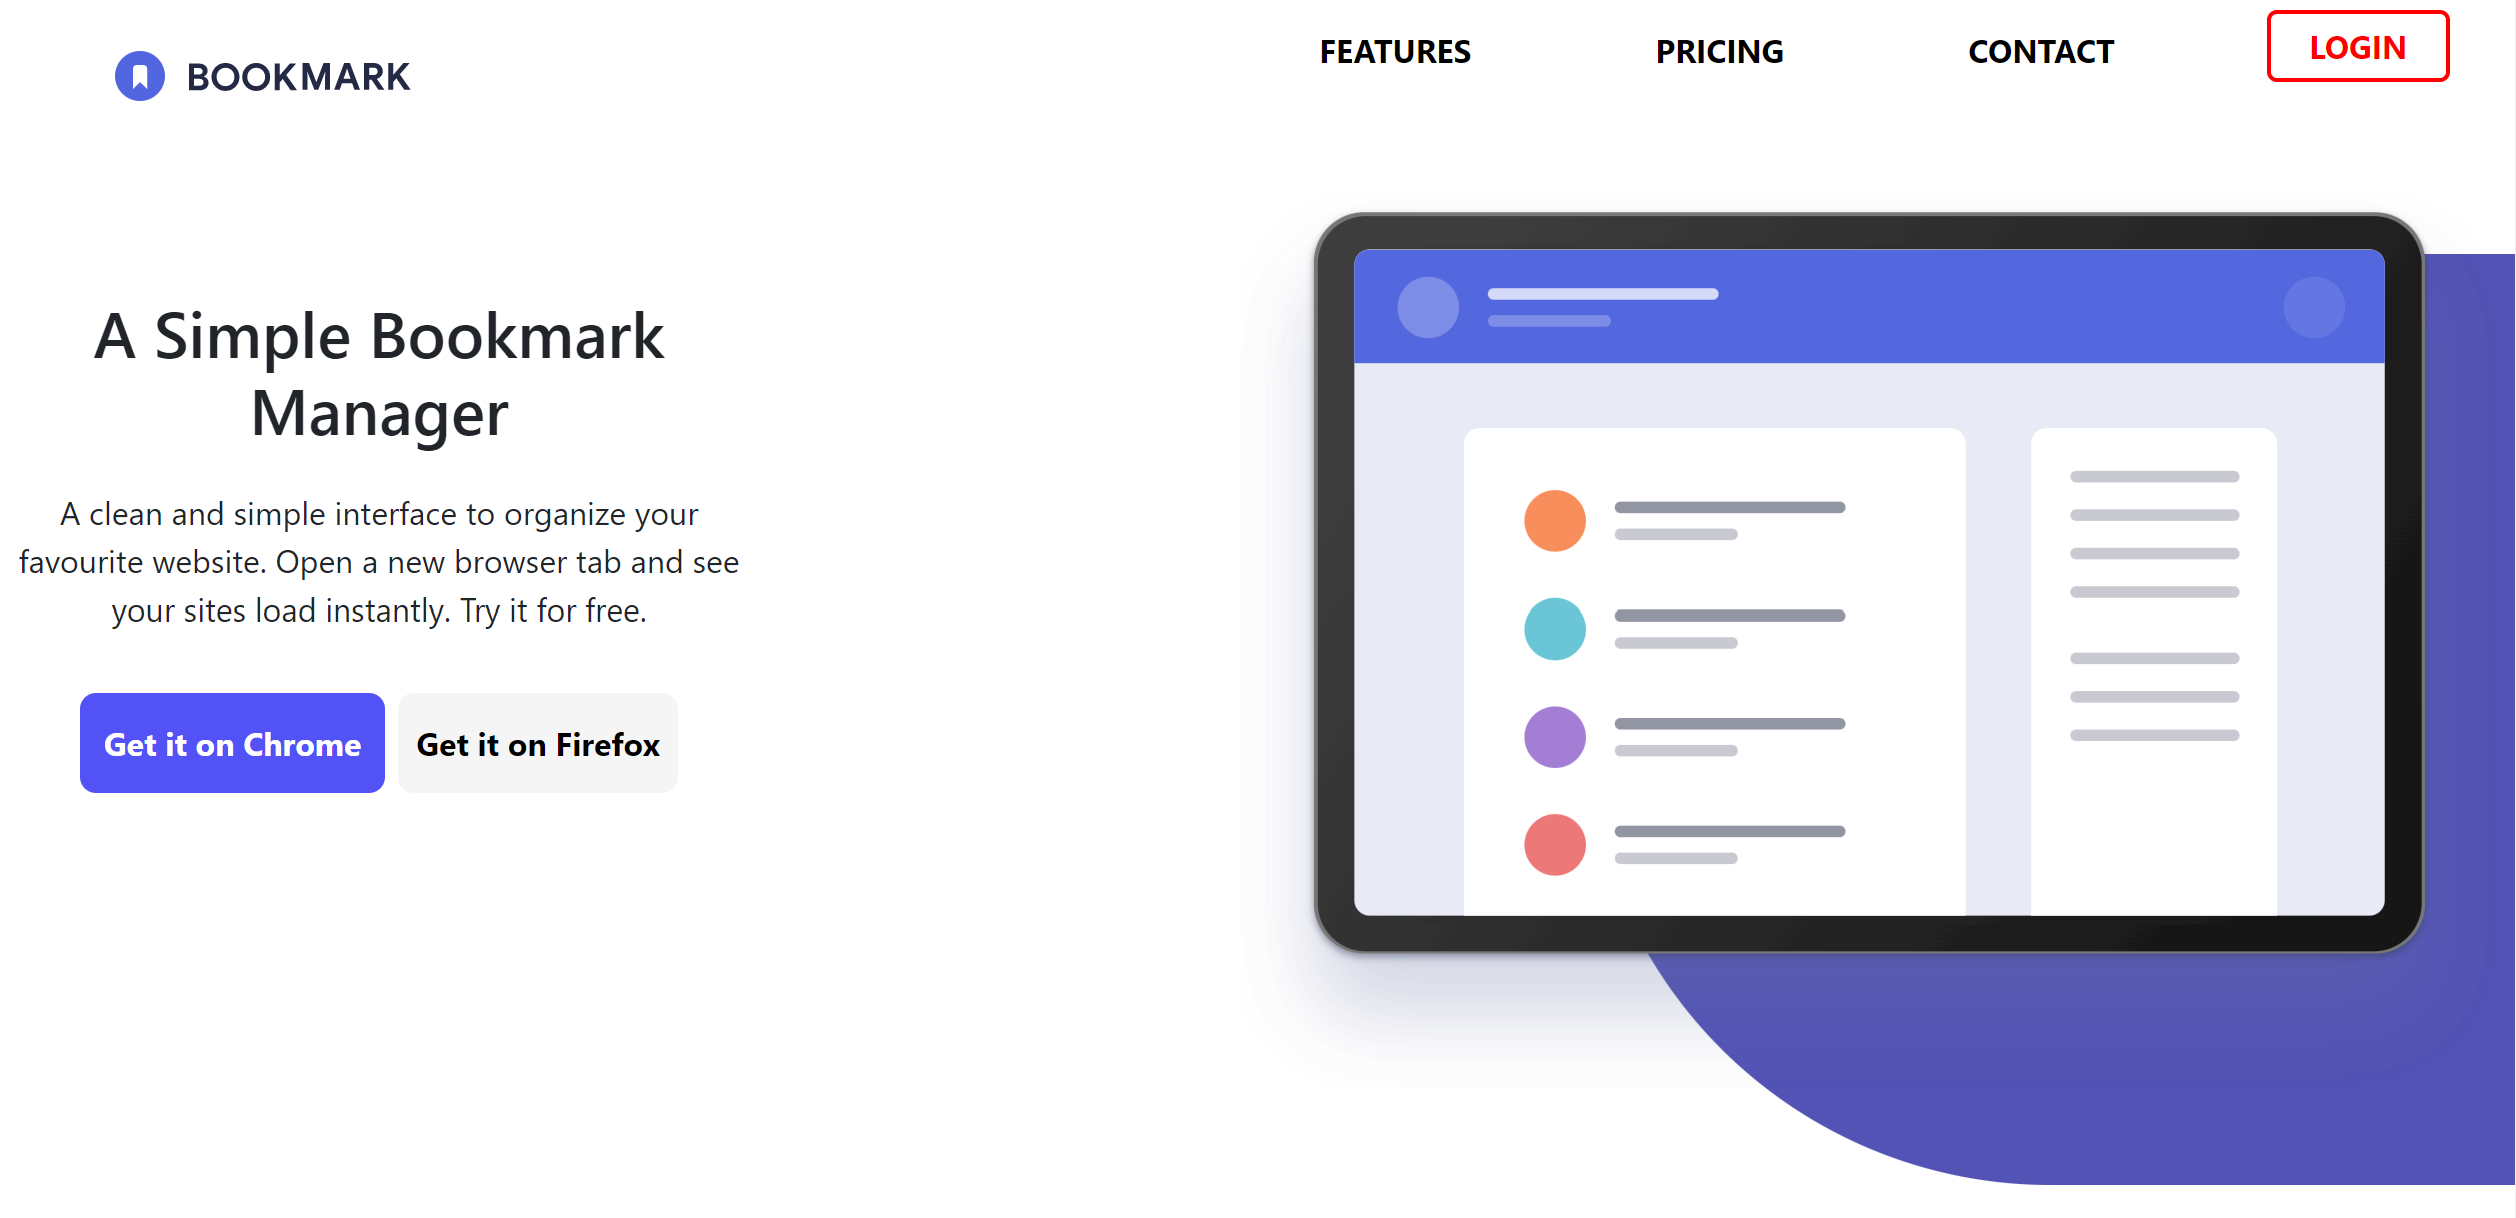 BOOKMARK
FEATURES
PRICING
CONTACT
LOGIN
A Simple Bookmark
Manager
A clean and simple interface to organize your
favourite website. Open a new browser tab and see
your sites load instantly. Try it for free.
Get it on Chrome
Get it on Firefox